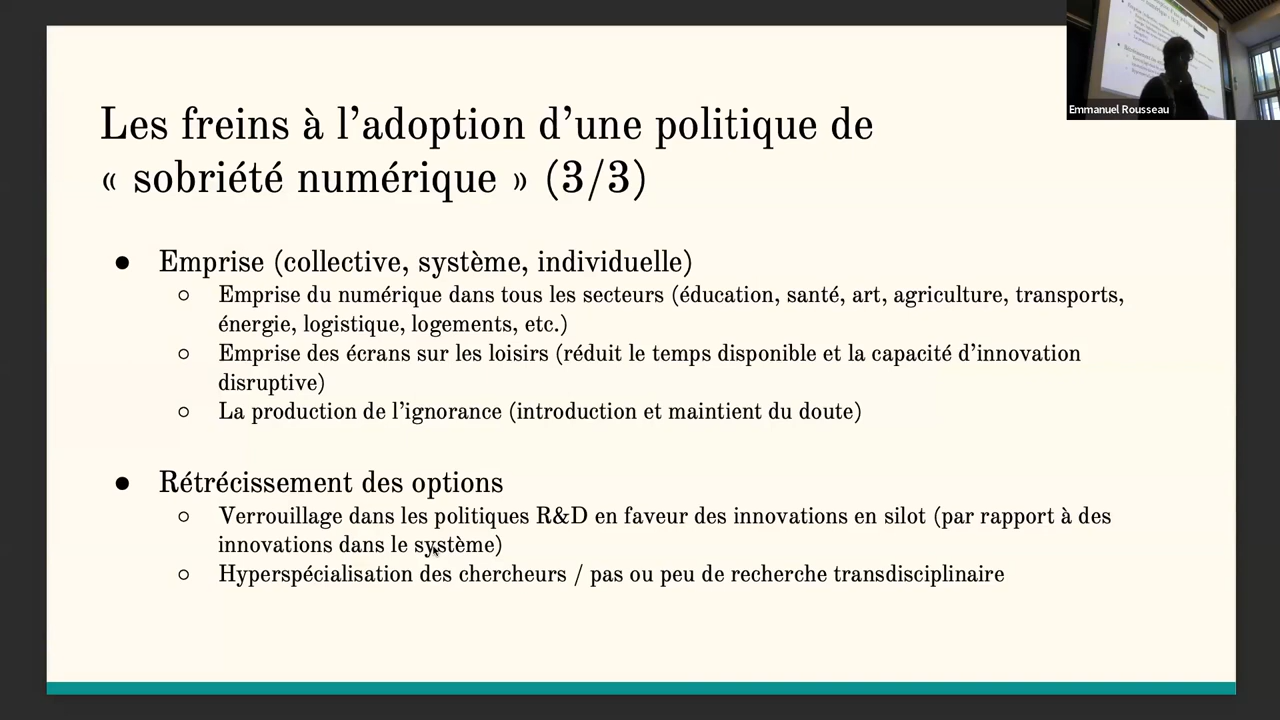 Les freins à l’adoption d’une politique de
« sobriété numérique » (3/3)
● Emprise (collective, système, individuelle)
○ Emprise du numérique dans tous les secteurs (éducation, santé, art, agriculture, transports,
énergie, logistique, logements, etc.)
○ Emprise des écrans sur les loisirs (réduit le temps disponible et la capacité d’innovation
disruptive)
○ La production de l’ignorance (introduction et maintient du doute)
● Rétrécissement des options
○ Verrouillage dans les politiques R&D en faveur des innovations en silot (par rapport à des
innovations dans le système)
○ Hyperspécialisation des chercheurs / pas ou peu de recherche transdisciplinaire
Emmanuel Rousseau